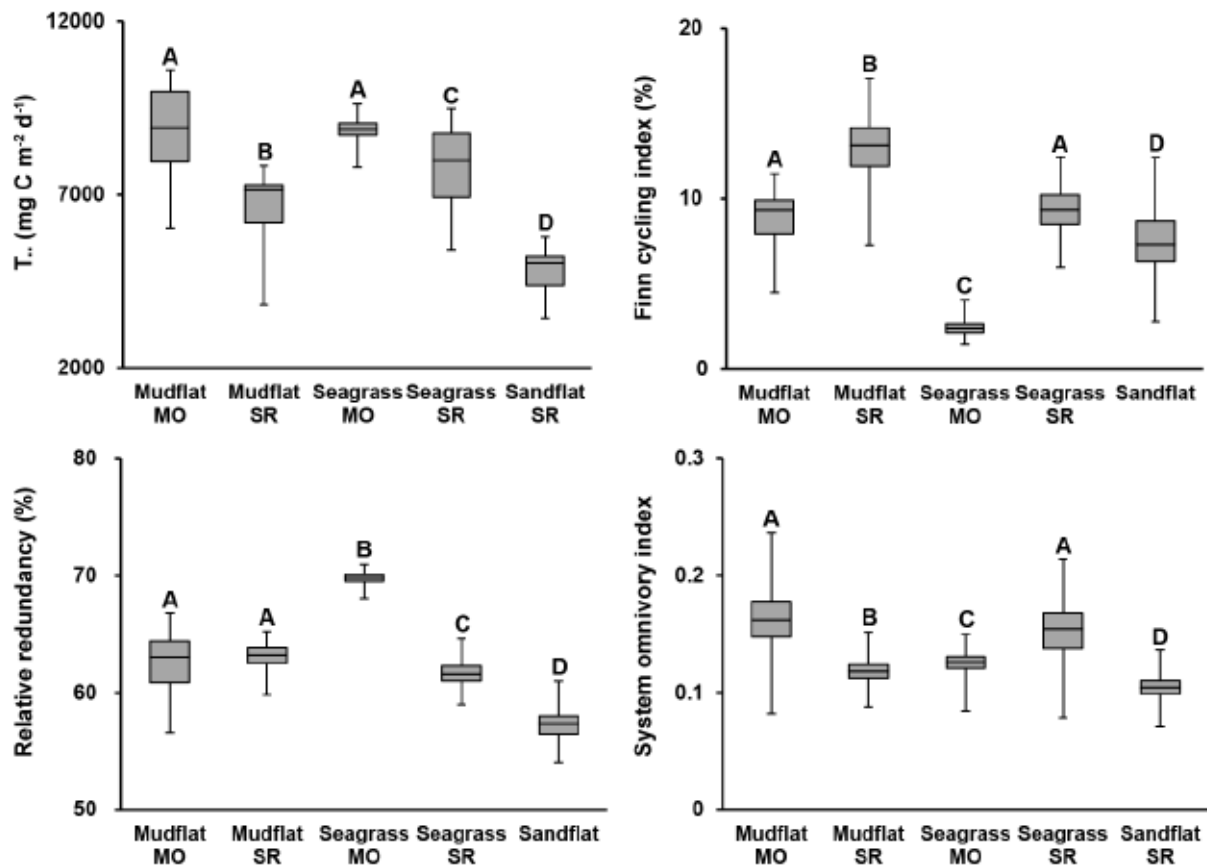 12000
7000
2000
T.. (mg C m⁻² d⁻¹)
A
B
A
C
D
Mudflat MO
Mudflat SR
Seagrass MO
Seagrass SR
Sandflat SR
20
10
0
Finn cycling index (%)
A
B
C
A
D
Mudflat MO
Mudflat SR
Seagrass MO
Seagrass SR
Sandflat
80
70
60
50
Relative redundancy (%)
A
A
B
C
D
Mudflat MO
Mudflat SR
Seagrass MO
Seagrass SR
Sandflat
0.3
0.2
0.1
0
System omnivory index
A
B
C
A
D
Mudflat MO
Mudflat SR
Seagrass MO
Seagrass SR
Sandflat SR